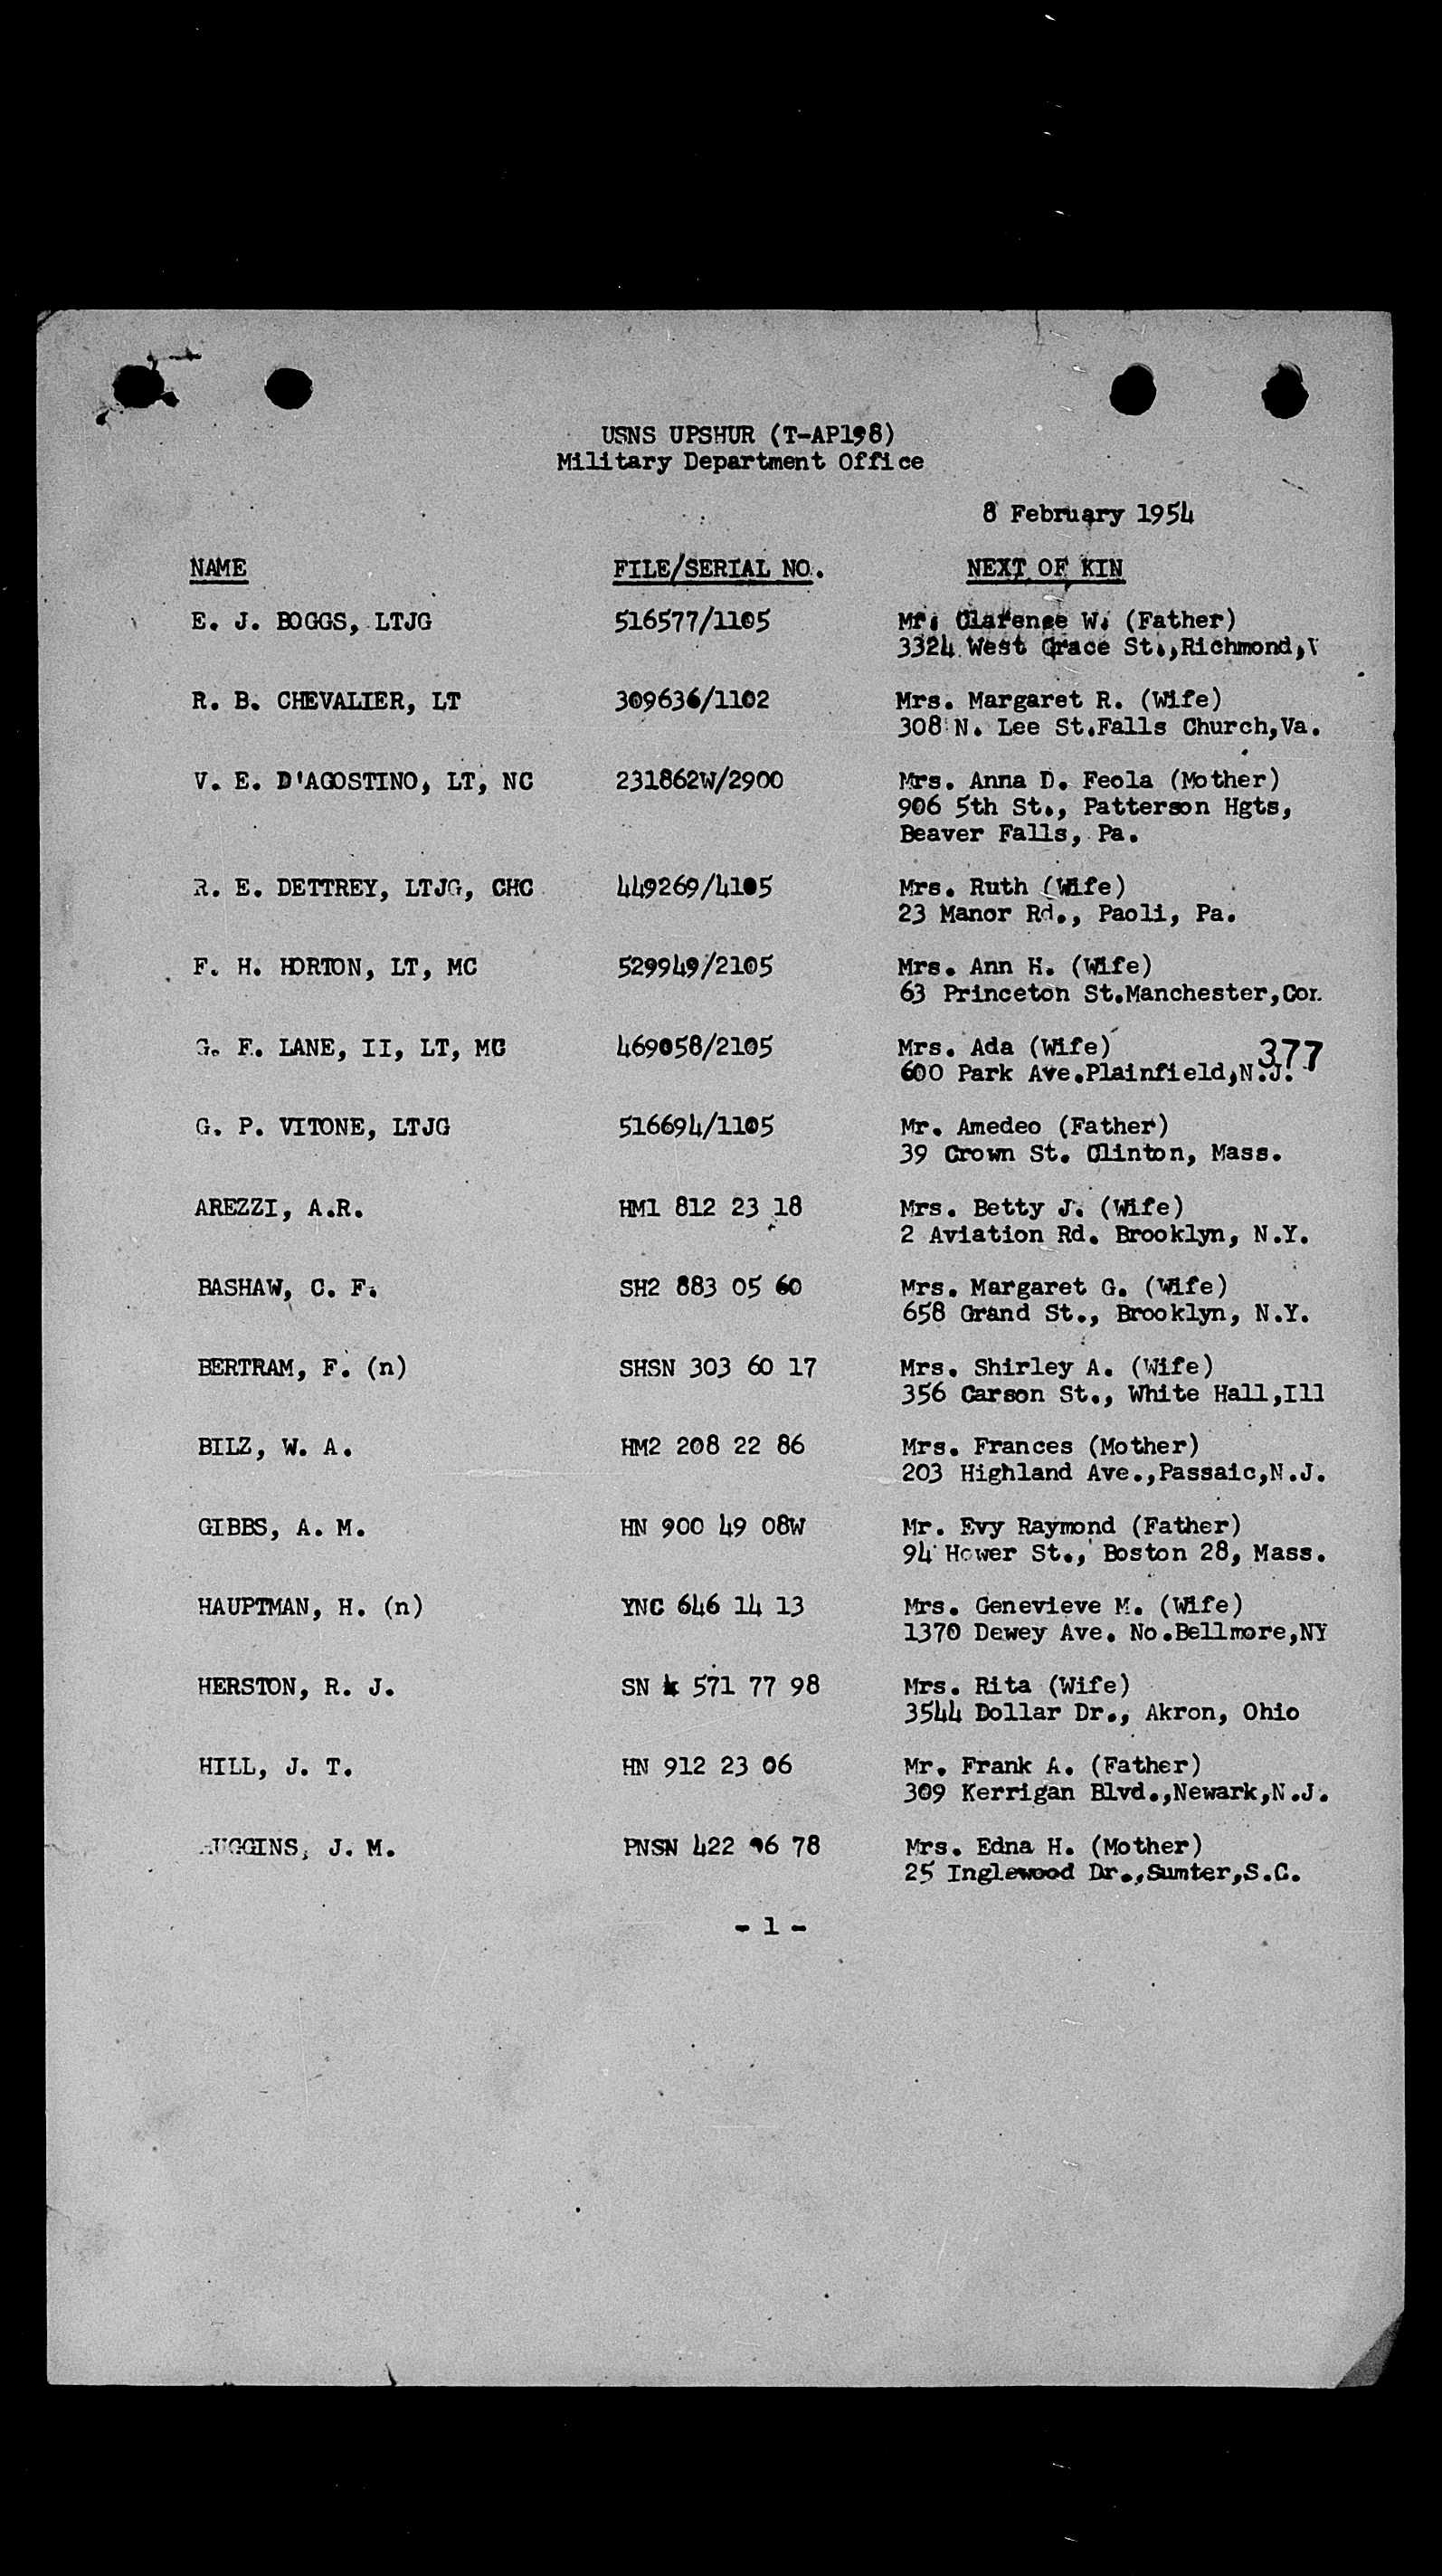 USNS UPSHUR (T-AP198)
Military Department Office
8 February 1954
NAME FILE/SERIAL NO. NEXT OF KIN
E. J. BOGGS, LTJG 516577/1105 Mr. Clarence W. (Father)
3324 West Grace St.,Richmond,V
R. B. CHEVALIER, LT 309636/1102 Mrs. Margaret R. (Wife)
308 N. Lee St.Falls Church,Va.
V. E. D'AGOSTINO, LT, NC 231862W/2900 Mrs. Anna D. Feola (Mother)
906 5th St., Patterson Hgts,
Beaver Falls, Pa.
R. E. DETTREY, LTJG, CHC 449269/4105 Mrs. Ruth (Wife)
23 Manor Rd., Paoli, Pa.
F. H. HORTON, LT, MC 529949/2105 Mrs. Ann H. (Wife)
63 Princeton St.Manchester,Con
G. F. LANE, II, LT, MC 469058/2105 Mrs. Ada (Wife)
377
600 Park Ave.Plainfield,N.J.
G. P. VITONE, LTJG 516694/1105 Mr. Amedeo (Father)
39 Crown St. Clinton, Mass.
AREZZI, A.R. HM1 812 23 18 Mrs. Betty J. (Wife)
2 Aviation Rd. Brooklyn, N.Y.
BASHAW, C. F. SH2 883 05 60 Mrs. Margaret G. (Wife)
658 Grand St., Brooklyn, N.Y.
BERTRAM, F. (n) SHSN 303 60 17 Mrs. Shirley A. (Wife)
356 Carson St., White Hall,Ill
BILZ, W. A. HM2 208 22 86 Mrs. Frances (Mother)
203 Highland Ave.,Passaic,N.J.
GIBBS, A. M. HN 900 49 08W Mr. Evy Raymond (Father)
94 Hower St., Boston 28, Mass.
HAUPTMAN, H. (n) YNC 646 14 13 Mrs. Genevieve M. (Wife)
1370 Dewey Ave. No.Bellmore,NY
HERSTON, R. J. SN 571 77 98 Mrs. Rita (Wife)
3544 Dollar Dr., Akron, Ohio
HILL, J. T. HN 912 23 06 Mr. Frank A. (Father)
309 Kerrigan Blvd.,Newark,N.J.
HUGGINS, J. M. PNSN 422 96 78 Mrs. Edna H. (Mother)
25 Inglewood Dr.,Sumter,S.C.
- 1 -